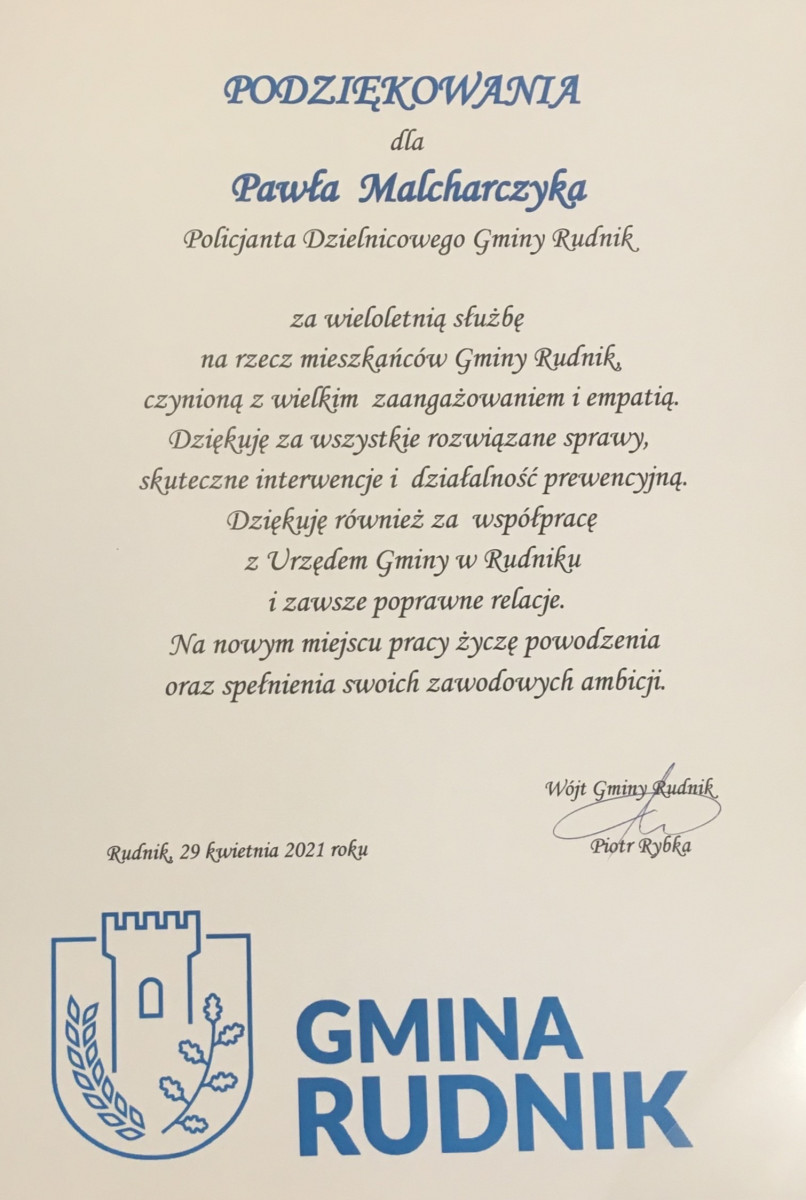 PODZIĘKOWANIA
dla
Pawła Malcharczyka
Policjanta Dzielnicowego Gminy Rudnik
za wieloletnią służbę
na rzecz mieszkańców Gminy Rudnik,
czynioną z wielkim zaangażowaniem i empatią.
Dziękuję za wszystkie rozwiązane sprawy,
skuteczne interwencje i działalność prewencyjną.
Dziękuję również za współpracę
z Urzędem Gminy w Rudniku
i zawsze poprawne relacje.
Na nowym miejscu pracy życzę powodzenia
oraz spełnienia swoich zawodowych ambicji.
Wójt Gminy Rudnik
Piotr Rybka
Rudnik, 29 kwietnia 2021 roku
GMINA
RUDNIK